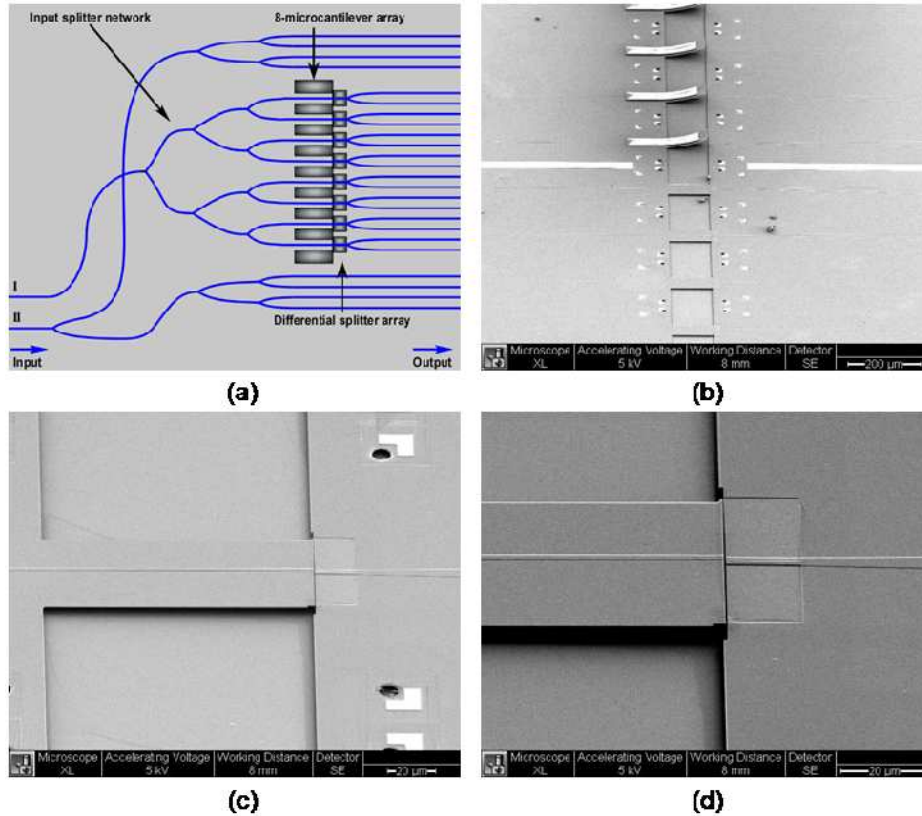 Input splitter network
8-microcantilever array
I
II
Differential splitter array
Input
Output
(a)
Microscope Accelerating Voltage Working Distance Detector
XL 5 kV 8 mm SE 200 µm
(b)
Microscope Accelerating Voltage Working Distance Detector
XL 5 kV 8 mm SE 20 µm
(c)
Microscope Accelerating Voltage Working Distance Detector
XL 5 kV 8 mm SE 20 µm
(d)